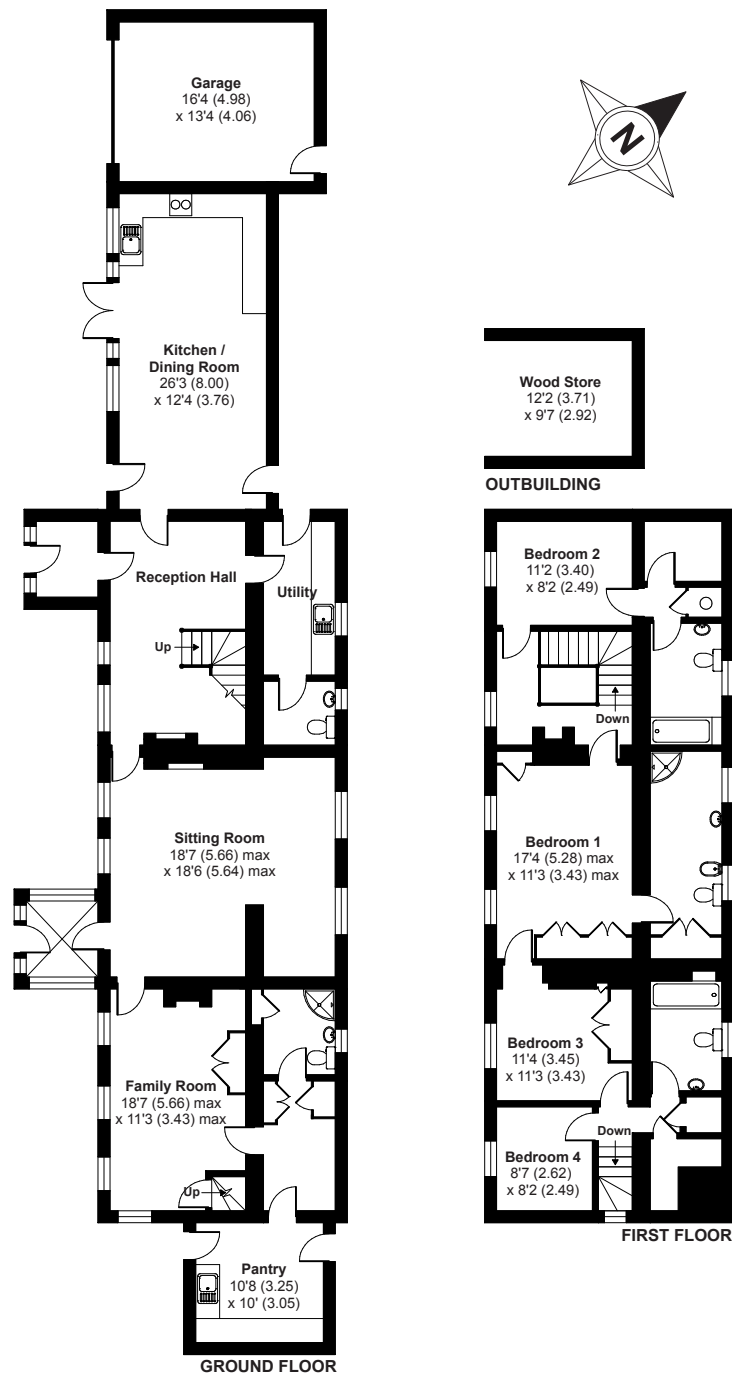 Garage
16'4 (4.98)
x 13'4 (4.06)
N
Kitchen /
Dining Room
26'3 (8.00)
x 12'4 (3.76)
Wood Store
12'2 (3.71)
x 9'7 (2.92)
OUTBUILDING
Reception Hall
Utility
Up
Sitting Room
18'7 (5.66) max
x 18'6 (5.64) max
Family Room
18'7 (5.66) max
x 11'3 (3.43) max
Up
Pantry
10'8 (3.25)
x 10' (3.05)
GROUND FLOOR
Bedroom 2
11'2 (3.40)
x 8'2 (2.49)
Down
Bedroom 1
17'4 (5.28) max
x 11'3 (3.43) max
Bedroom 3
11'4 (3.45)
x 11'3 (3.43)
Down
Bedroom 4
8'7 (2.62)
x 8'2 (2.49)
FIRST FLOOR